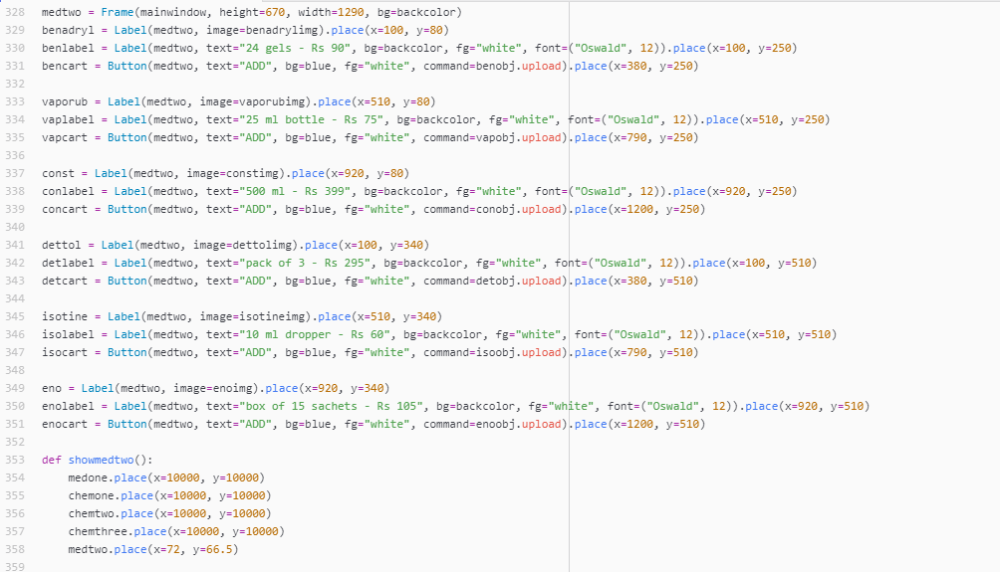 328 medtwo = Frame(mainwindow, height=670, width=1290, bg=backcolor)
329 benadryl = Label(medtwo, image=benadrylimg).place(x=100, y=80)
330 benlabel = Label(medtwo, text="24 gels - Rs 90", bg=backcolor, fg="white", font=("Oswald", 12)).place(x=100, y=250)
331 bencart = Button(medtwo, text="ADD", bg=blue, fg="white", command=benobj.upload).place(x=380, y=250)
332
333 vaporub = Label(medtwo, image=vaporubimg).place(x=510, y=80)
334 vaplabel = Label(medtwo, text="25 ml bottle - Rs 75", bg=backcolor, fg="white", font=("Oswald", 12)).place(x=510, y=250)
335 vapcart = Button(medtwo, text="ADD", bg=blue, fg="white", command=vapobj.upload).place(x=790, y=250)
336
337 const = Label(medtwo, image=constimg).place(x=920, y=80)
338 conlabel = Label(medtwo, text="500 ml - Rs 399", bg=backcolor, fg="white", font=("Oswald", 12)).place(x=920, y=250)
339 concart = Button(medtwo, text="ADD", bg=blue, fg="white", command=conobj.upload).place(x=1200, y=250)
340
341 dettol = Label(medtwo, image=dettolimg).place(x=100, y=340)
342 detlabel = Label(medtwo, text="pack of 3 - Rs 295", bg=backcolor, fg="white", font=("Oswald", 12)).place(x=100, y=510)
343 detcart = Button(medtwo, text="ADD", bg=blue, fg="white", command=detobj.upload).place(x=380, y=510)
344
345 isotine = Label(medtwo, image=isotineimg).place(x=510, y=340)
346 isolabel = Label(medtwo, text="10 ml dropper - Rs 60", bg=backcolor, fg="white", font=("Oswald", 12)).place(x=510, y=510)
347 isocart = Button(medtwo, text="ADD", bg=blue, fg="white", command=isoobj.upload).place(x=790, y=510)
348
349 eno = Label(medtwo, image=enoimg).place(x=920, y=340)
350 enolabel = Label(medtwo, text="box of 15 sachets - Rs 105", bg=backcolor, fg="white", font=("Oswald", 12)).place(x=920, y=510)
351 enocart = Button(medtwo, text="ADD", bg=blue, fg="white", command=enoobj.upload).place(x=1200, y=510)
352
353 def showmedtwo():
354     medone.place(x=10000, y=10000)
355     chemone.place(x=10000, y=10000)
356     chemtwo.place(x=10000, y=10000)
357     chemthree.place(x=10000, y=10000)
358     medtwo.place(x=72, y=66.5)
359